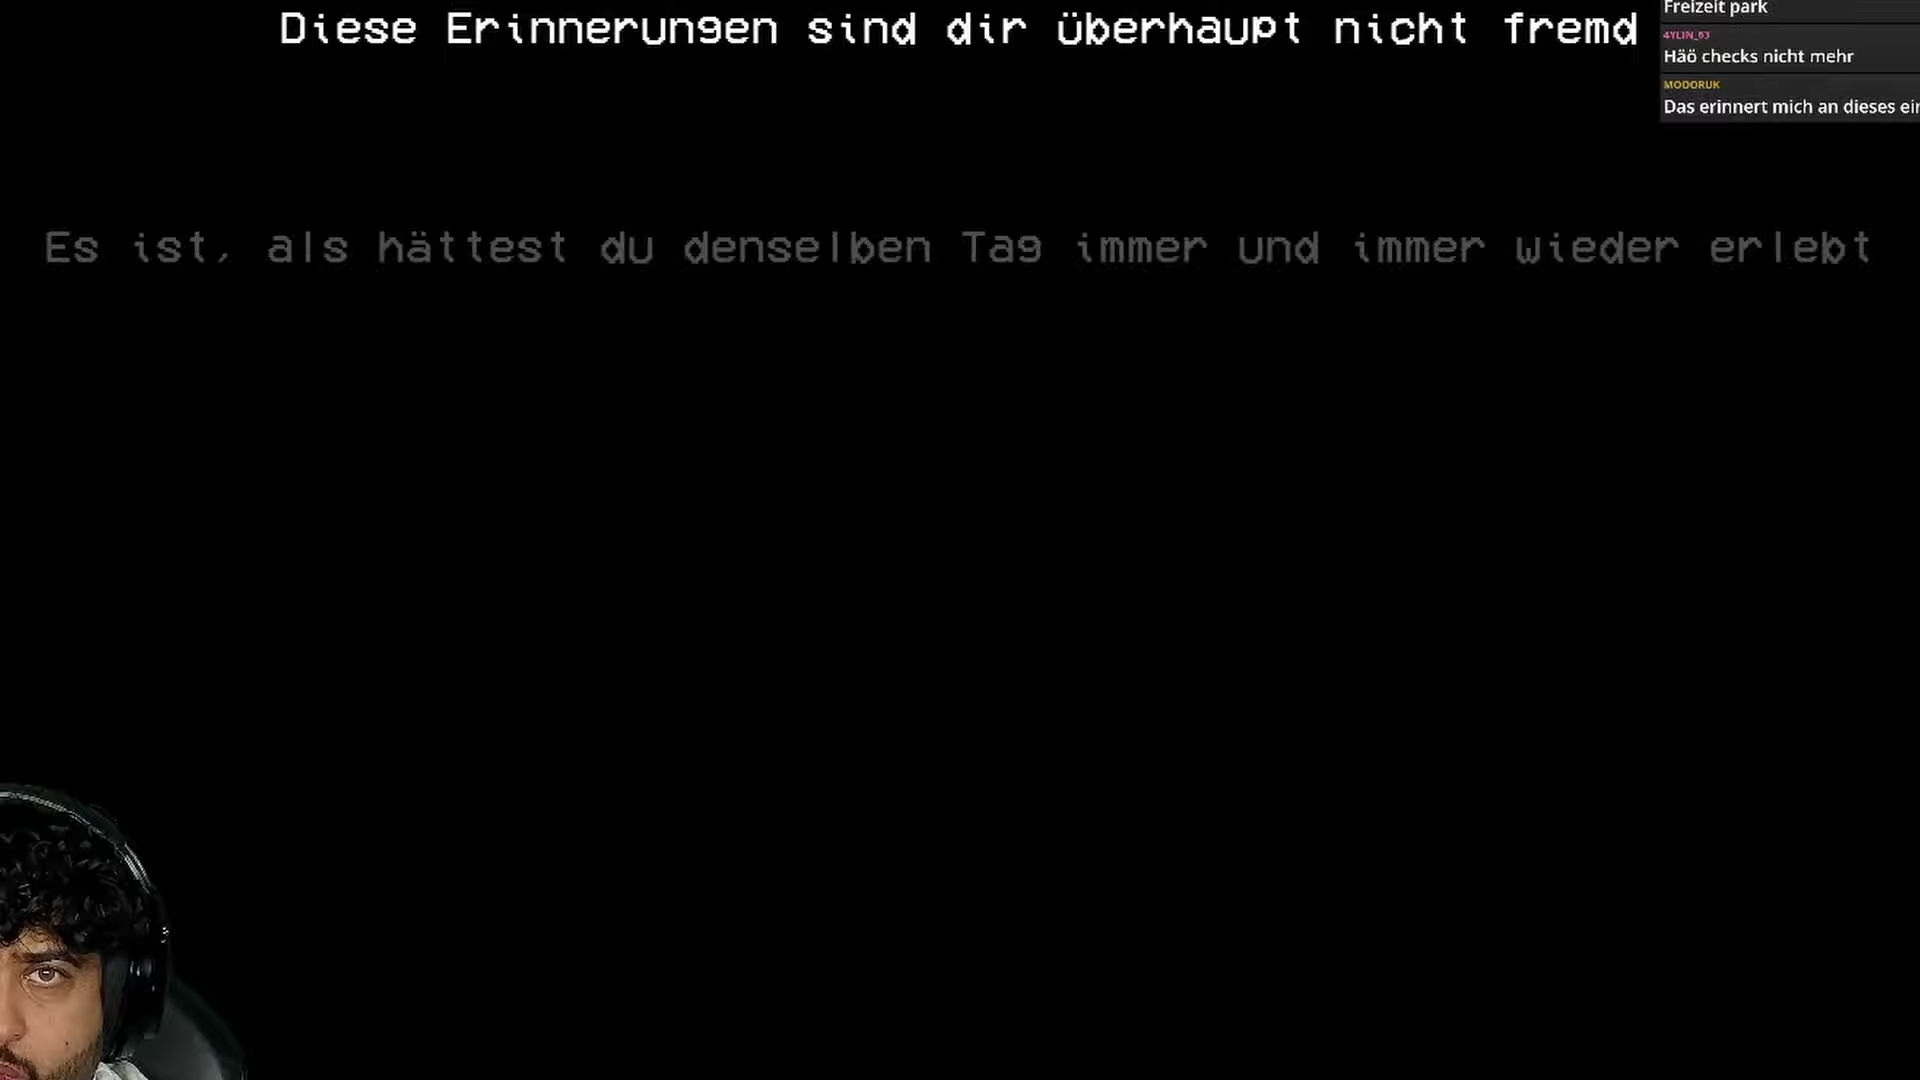 Diese Erinnerungen sind dir überhaupt nicht fremd
Es ist, als hättest du denselben Tag immer und immer wieder erlebt
Freizeit park
4YLIN_63
Häö checks nicht mehr
MODORUK
Das erinnert mich an dieses